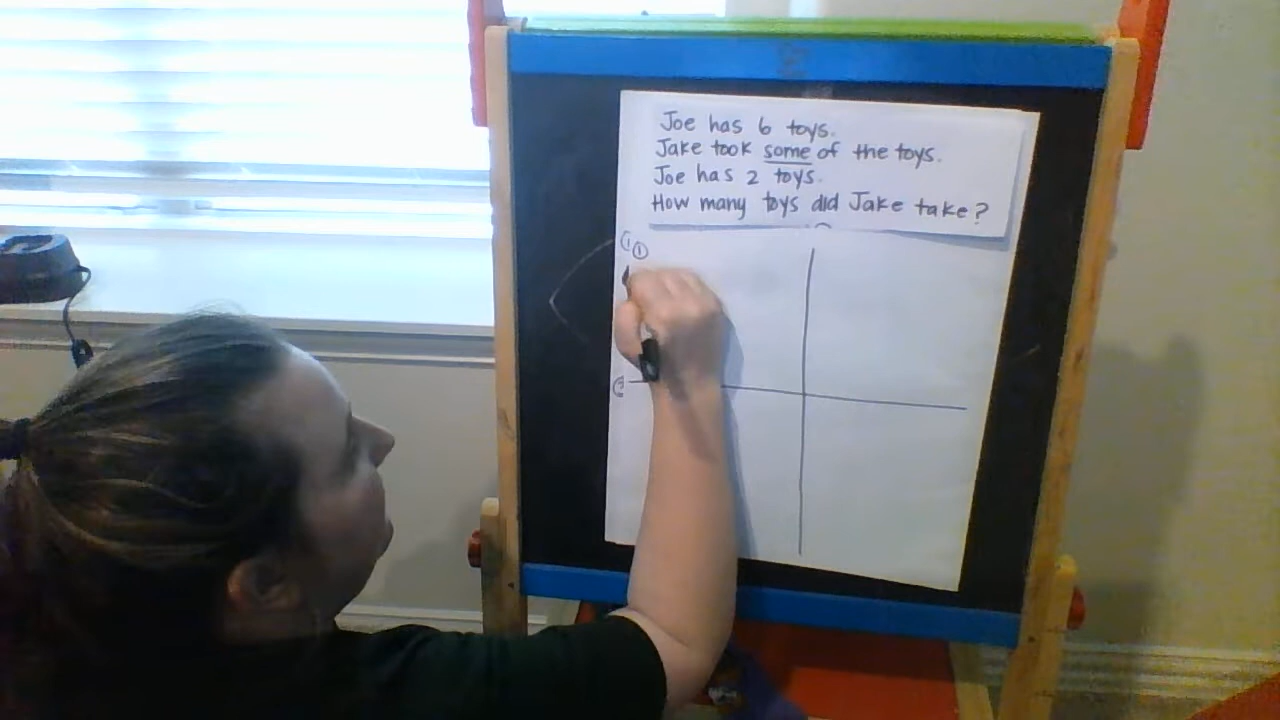 Joe has 6 toys.
Jake took some of the toys.
Joe has 2 toys.
How many toys did Jake take?
① ①